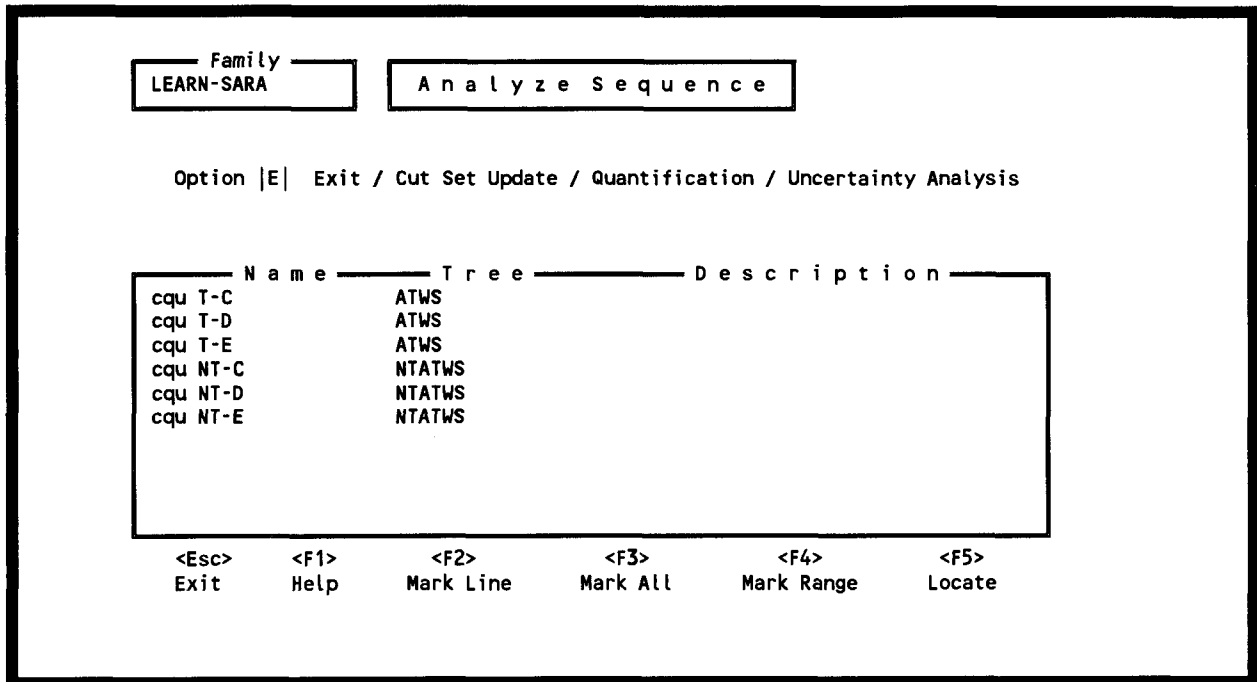 Family
LEARN-SARA
Analyze Sequence
Option |E| Exit / Cut Set Update / Quantification / Uncertainty Analysis
Name Tree Description
cqu T-C ATWS
cqu T-D ATWS
cqu T-E ATWS
cqu NT-C NTATWS
cqu NT-D NTATWS
cqu NT-E NTATWS
<Esc> <F1> <F2> <F3> <F4> <F5>
Exit Help Mark Line Mark All Mark Range Locate